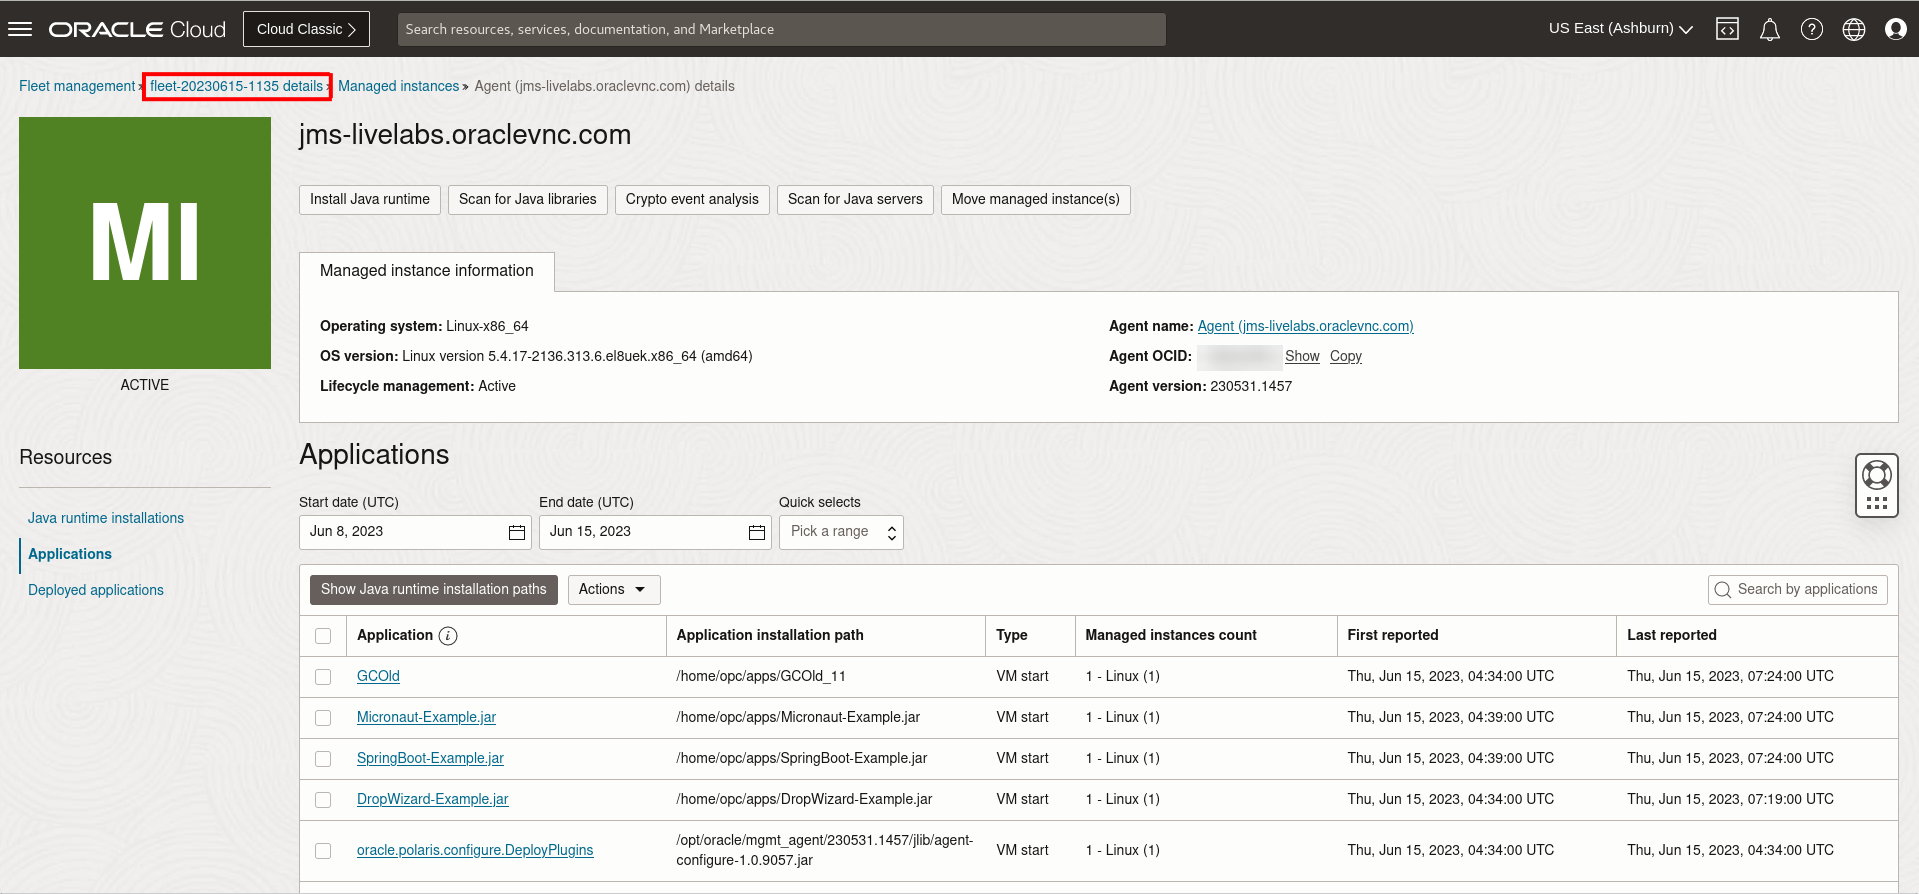 ORACLE Cloud Cloud Classic Search resources, services, documentation, and Marketplace US East (Ashburn)
Fleet management » fleet-20230615-1135 details » Managed instances » Agent (jms-livelabs.oraclevnc.com) details
MI
ACTIVE
jms-livelabs.oraclevnc.com
Install Java runtime Scan for Java libraries Crypto event analysis Scan for Java servers Move managed instance(s)
Managed instance information
Operating system: Linux-x86_64
OS version: Linux version 5.4.17-2136.313.6.el8uek.x86_64 (amd64)
Lifecycle management: Active
Agent name: Agent (jms-livelabs.oraclevnc.com)
Agent OCID: Show Copy
Agent version: 230531.1457
Resources
Java runtime installations
Applications
Deployed applications
Applications
Start date (UTC) End date (UTC) Quick selects
Jun 8, 2023 Jun 15, 2023 Pick a range
Show Java runtime installation paths Actions Search by applications
Application i Application installation path Type Managed instances count First reported Last reported
GCOld /home/opc/apps/GCOld_11 VM start 1 - Linux (1) Thu, Jun 15, 2023, 04:34:00 UTC Thu, Jun 15, 2023, 07:24:00 UTC
Micronaut-Example.jar /home/opc/apps/Micronaut-Example.jar VM start 1 - Linux (1) Thu, Jun 15, 2023, 04:39:00 UTC Thu, Jun 15, 2023, 07:24:00 UTC
SpringBoot-Example.jar /home/opc/apps/SpringBoot-Example.jar VM start 1 - Linux (1) Thu, Jun 15, 2023, 04:39:00 UTC Thu, Jun 15, 2023, 07:24:00 UTC
DropWizard-Example.jar /home/opc/apps/DropWizard-Example.jar VM start 1 - Linux (1) Thu, Jun 15, 2023, 04:34:00 UTC Thu, Jun 15, 2023, 07:19:00 UTC
oracle.polaris.configure.DeployPlugins /opt/oracle/mgmt_agent/230531.1457/jlib/agent-
configure-1.0.9057.jar VM start 1 - Linux (1) Thu, Jun 15, 2023, 04:34:00 UTC Thu, Jun 15, 2023, 04:34:00 UTC